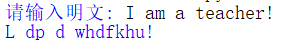 请输入明文: I am a teacher!
L dp d whdfkhu!